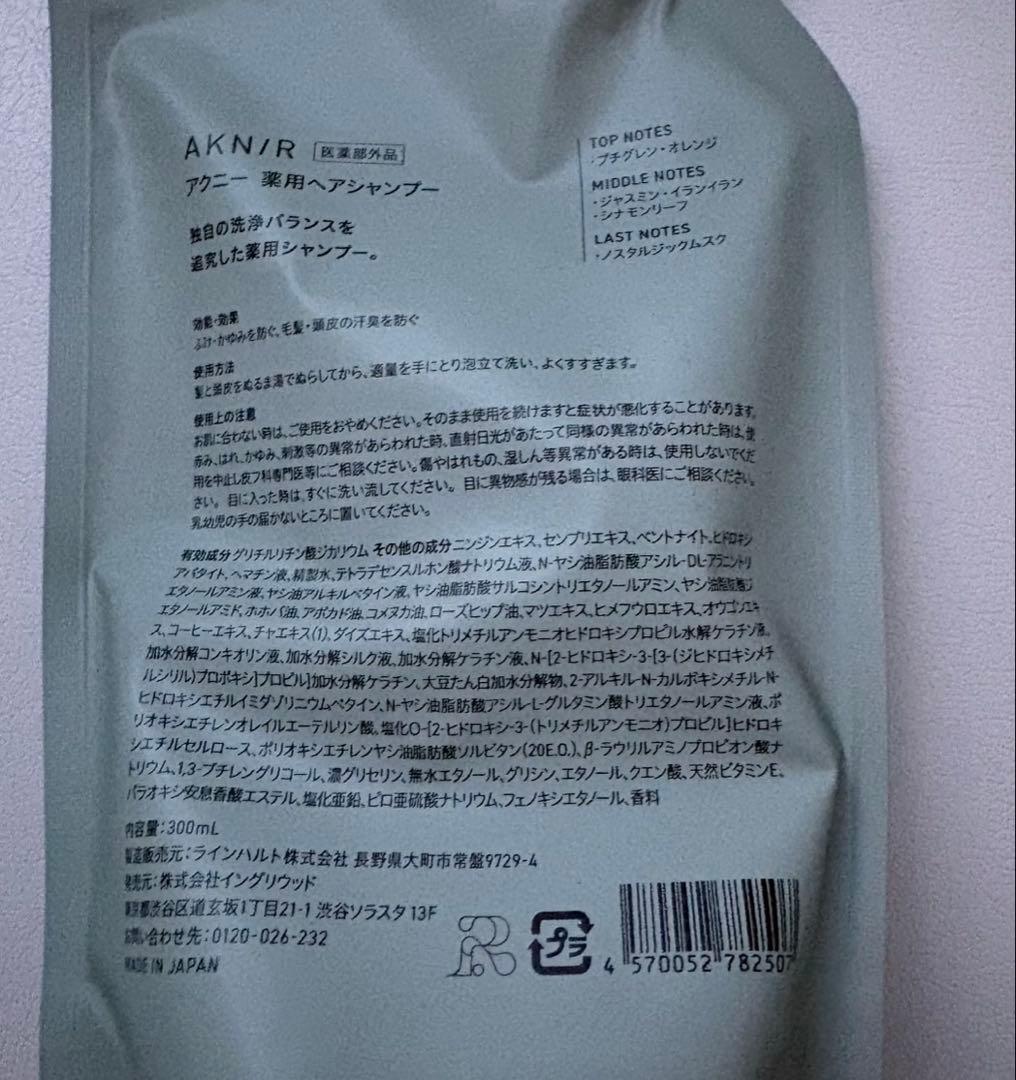 AKNIR 医薬部外品
アクニー 薬用ヘアシャンプー
独自の洗浄バランスを
追究した薬用シャンプー。
TOP NOTES
・プチグレン・オレンジ
MIDDLE NOTES
・ジャスミン・イランイラン
・シナモンリーフ
LAST NOTES
・ノスタルジックムスク
効能・効果
ふけ・かゆみを防ぐ、毛髪・頭皮の汗臭を防ぐ
使用方法
髪と頭皮をぬるま湯でぬらしてから、適量を手にとり泡立て洗い、よくすすぎます。
使用上の注意
お肌に合わない時は、ご使用をおやめください。そのまま使用を続けますと症状が悪化することがあります。
赤み、はれ、かゆみ、刺激等の異常があらわれた時、直射日光があたって同様の異常があらわれた時は、使
用を中止し皮フ科専門医等にご相談ください。傷やはれもの、湿しん等異常がある時は、使用しないでくだ
さい。 目に入った時は、すぐに洗い流してください。 目に異物感が残る場合は、眼科医にご相談ください。
乳幼児の手の届かないところに置いてください。
有効成分 グリチルリチン酸ジカリウム その他の成分 ニンジンエキス、センブリエキス、ベントナイト、ヒドロキシ
アパタイト、ヘマチン液、精製水、テトラデセンスルホン酸ナトリウム液、N-ヤシ油脂肪酸アシル-DL-アラニントリ
エタノールアミン液、ヤシ油アルキルベタイン液、ヤシ油脂肪酸サルコシントリエタノールアミン、ヤシ油脂肪酸ジ
エタノールアミド、ホホバ油、アボカド油、コメヌカ油、ローズヒップ油、マツエキス、ヒメフウロエキス、オウゴンエキ
ス、コーヒーエキス、チャエキス(1)、ダイズエキス、塩化トリメチルアンモニオヒドロキシプロピル水解ケラチン液、
加水分解コンキオリン液、加水分解シルク液、加水分解ケラチン液、N-[2-ヒドロキシ-3-[3-(ジヒドロキシメチ
ルシリル)プロポキシ]プロピル]加水分解ケラチン、大豆たん白加水分解物、2-アルキル-N-カルボキシメチル-N-
ヒドロキシエチルイミダゾリニウムベタイン、N-ヤシ油脂肪酸アシル-L-グルタミン酸トリエタノールアミン液、ポ
リオキシエチレンオレイルエーテルリン酸、塩化O-[2-ヒドロキシ-3-(トリメチルアンモニオ)プロピル]ヒドロキ
シエチルセルロース、ポリオキシエチレンヤシ油脂肪酸ソルビタン(20E.O.)、β-ラウリルアミノプロピオン酸ナ
トリウム、1,3-ブチレングリコール、濃グリセリン、無水エタノール、グリシン、エタノール、クエン酸、天然ビタミンE、
パラオキシ安息香酸エステル、塩化亜鉛、ピロ亜硫酸ナトリウム、フェノキシエタノール、香料
内容量：300mL
製造販売元：ラインハルト株式会社 長野県大町市常盤9729-4
発売元：株式会社イングリウッド
東京都渋谷区道玄坂1丁目21-1 渋谷ソラスタ 13F
お問い合わせ先：0120-026-232
MADE IN JAPAN
R
プラ
4 570052 782507